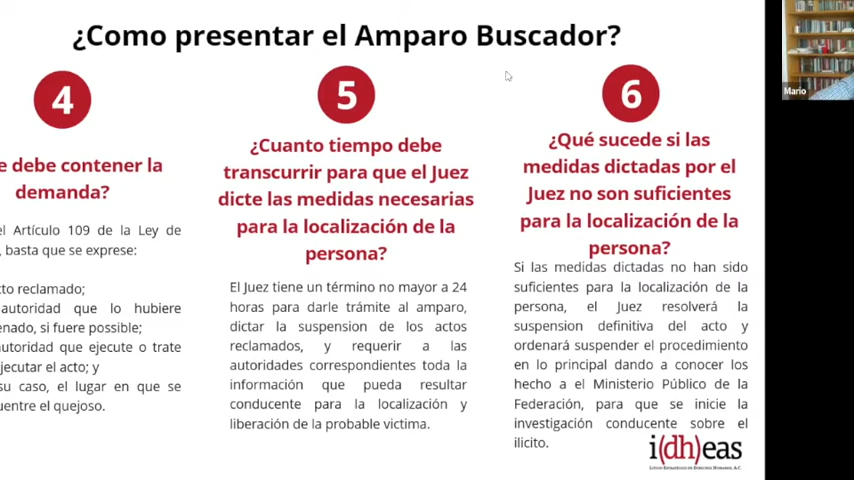 ¿Como presentar el Amparo Buscador?
4
e debe contener la
demanda?
el Artículo 109 de la Ley de
, basta que se exprese:
cto reclamado;
autoridad que lo hubiere
enado, si fuere posible;
autoridad que ejecute o trate
jecutar el acto; y
su caso, el lugar en que se
uentre el quejoso.
5
¿Cuanto tiempo debe
transcurrir para que el Juez
dicte las medidas necesarias
para la localización de la
persona?
El Juez tiene un término no mayor a 24
horas para darle trámite al amparo,
dictar la suspensión de los actos
reclamados, y requerir a las
autoridades correspondientes toda la
información que pueda resultar
conducente para la localización y
liberación de la probable victima.
6
¿Qué sucede si las
medidas dictadas por el
Juez no son suficientes
para la localización de la
persona?
Si las medidas dictadas no han sido
suficientes para la localización de la
persona, el Juez resolverá la
suspensión definitiva del acto y
ordenará suspender el procedimiento
en lo principal dando a conocer los
hecho a el Ministerio Público de la
Federación, para que se inicie la
investigación conducente sobre el
ilicito.
i(dh)eas
Litigio Estratégico en Derechos Humanos, A.C.
Mario